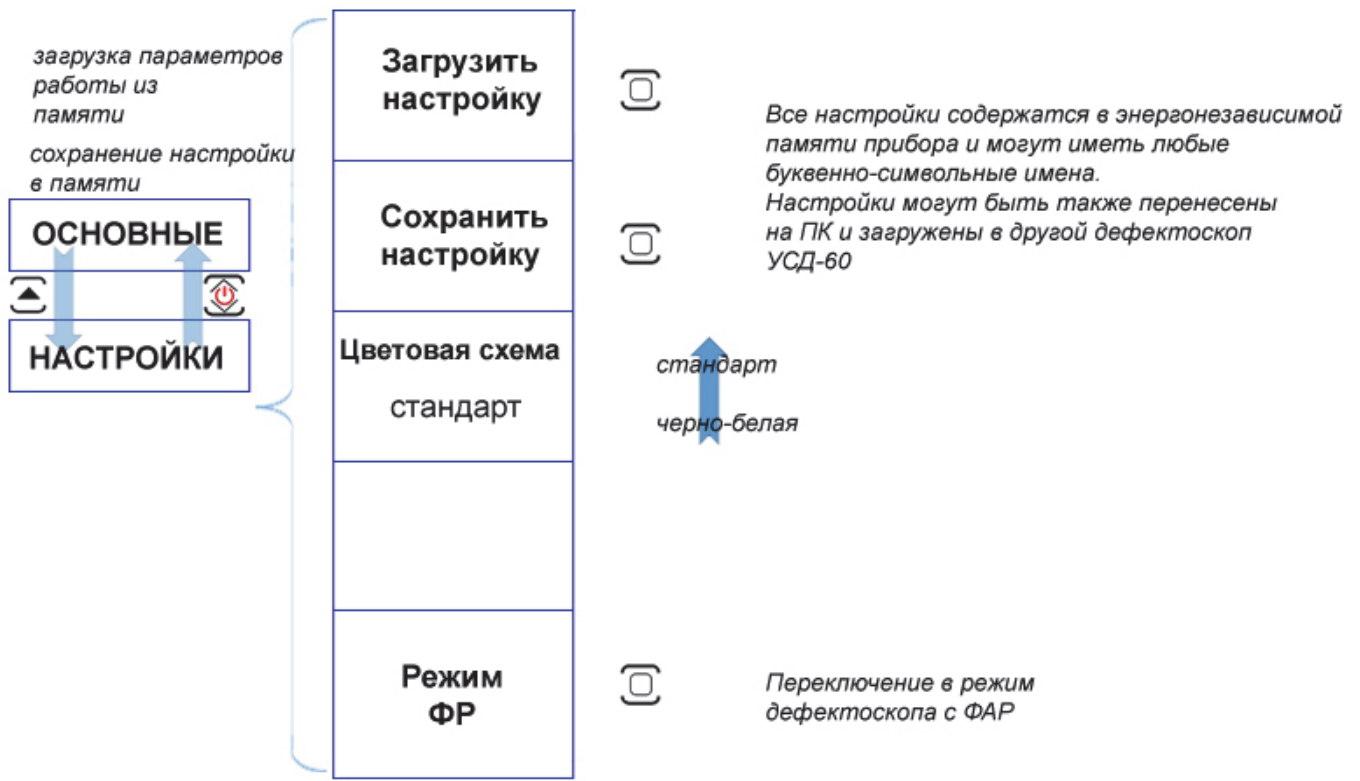 загрузка параметров
работы из
памяти
сохранение настройки
в памяти
ОСНОВНЫЕ
НАСТРОЙКИ
Загрузить
настройку
Сохранить
настройку
Цветовая схема
стандарт
Режим
ФР
Все настройки содержатся в энергонезависимой
памяти прибора и могут иметь любые
буквенно-символьные имена.
Настройки могут быть также перенесены
на ПК и загружены в другой дефектоскоп
УСД-60
стандарт
черно-белая
Переключение в режим
дефектоскопа с ФАР